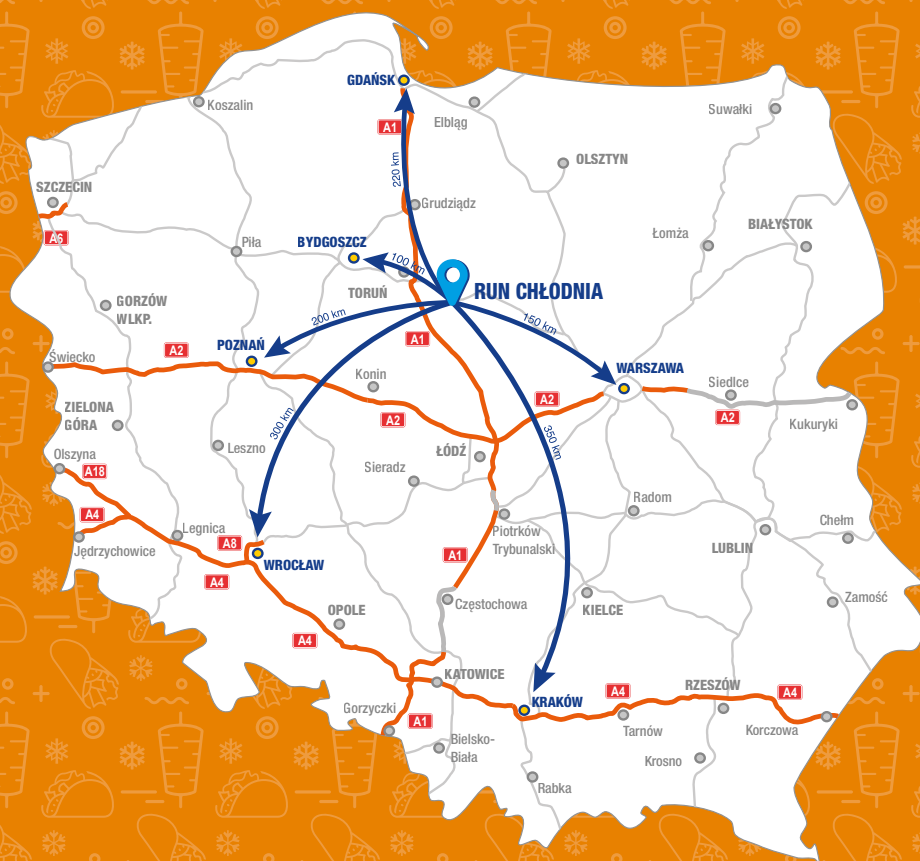 GDAŃSK
Koszalin
Elbląg
Suwałki
A1
220 km
OLSZTYN
SZCZECIN
Grudziądz
A6
BYDGOSZCZ
Piła
Łomża
BIAŁYSTOK
100 km
TORUŃ
RUN CHŁODNIA
GORZÓW
WLKP.
200 km
150 km
POZNAŃ
A2
A1
Świecko
Konin
WARSZAWA
Siedlce
A2
A2
A2
Kukuryki
ZIELONA
GÓRA
300 km
350 km
Leszno
ŁÓDŹ
Olszyna
A18
Sieradz
Radom
A4
Legnica
Piotrków
Trybunalski
Chełm
Jędrzychowice
A8
A1
LUBLIN
WROCŁAW
A4
Częstochowa
KIELCE
Zamość
OPOLE
A4
KATOWICE
RZESZÓW
A4
A4
KRAKÓW
Gorzyczki
A1
Tarnów
Korczowa
Bielsko-
Biała
Krosno
Rabka